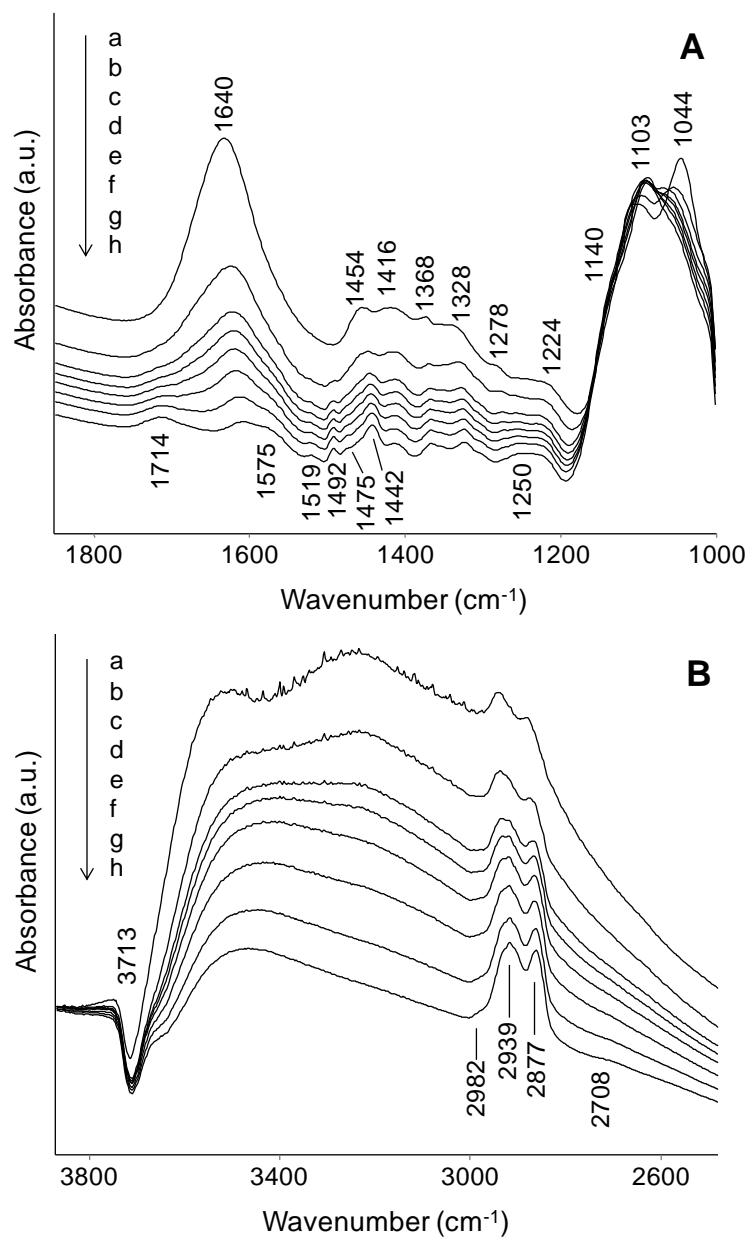 A
a
b
c
d
e
f
g
h
1640
1454
1416
1368
1328
1278
1224
1140
1103
1044
1714
1575
1519
1492
1475
1442
1250
Absorbance (a.u.)
1800 1600 1400 1200 1000
Wavenumber (cm-1)
B
a
b
c
d
e
f
g
h
3713
2982
2939
2877
2708
Absorbance (a.u.)
3800 3400 3000 2600
Wavenumber (cm-1)